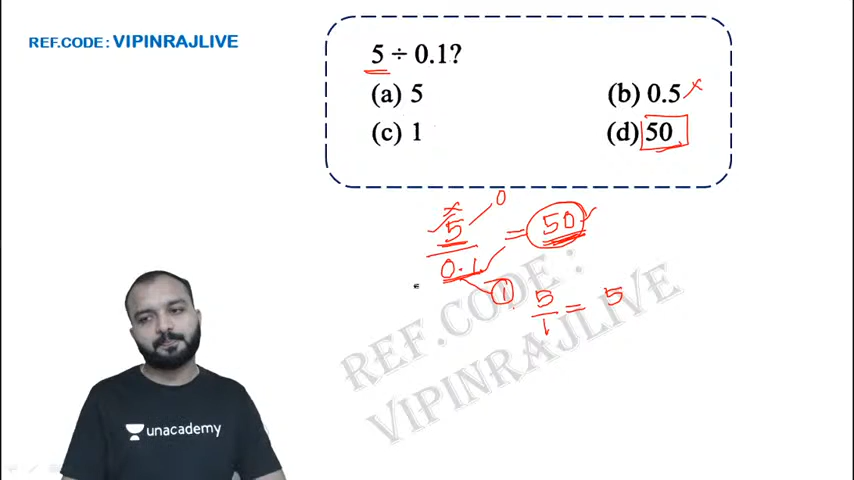 REF.CODE: VIPINRAJLIVE
5 ÷ 0.1?
(a) 5
(b) 0.5 ×
(c) 1
(d) 50
5 0
0.1
= 50
1
5
1
= 5
REF.CODE :
VIPINRAJLIVE
unacademy